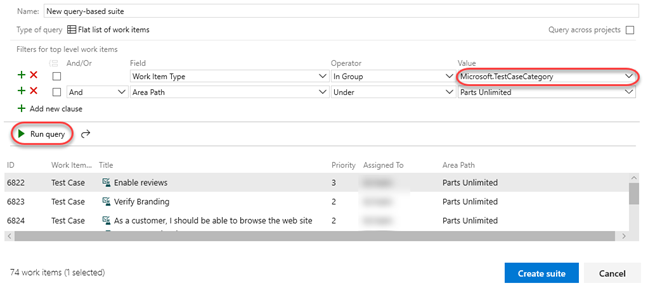 Name: New query-based suite
Type of query Flat list of work items Query across projects
Filters for top level work items
And/Or Field Operator Value
Work Item Type In Group Microsoft.TestCaseCategory
And Area Path Under Parts Unlimited
Add new clause
Run query
ID Work Item... Title Priority Assigned To Area Path
6822 Test Case Enable reviews 3 Parts Unlimited
6823 Test Case Verify Branding 2 Parts Unlimited
6824 Test Case As a customer, I should be able to browse the web site 2 Parts Unlimited
74 work items (1 selected) Create suite Cancel